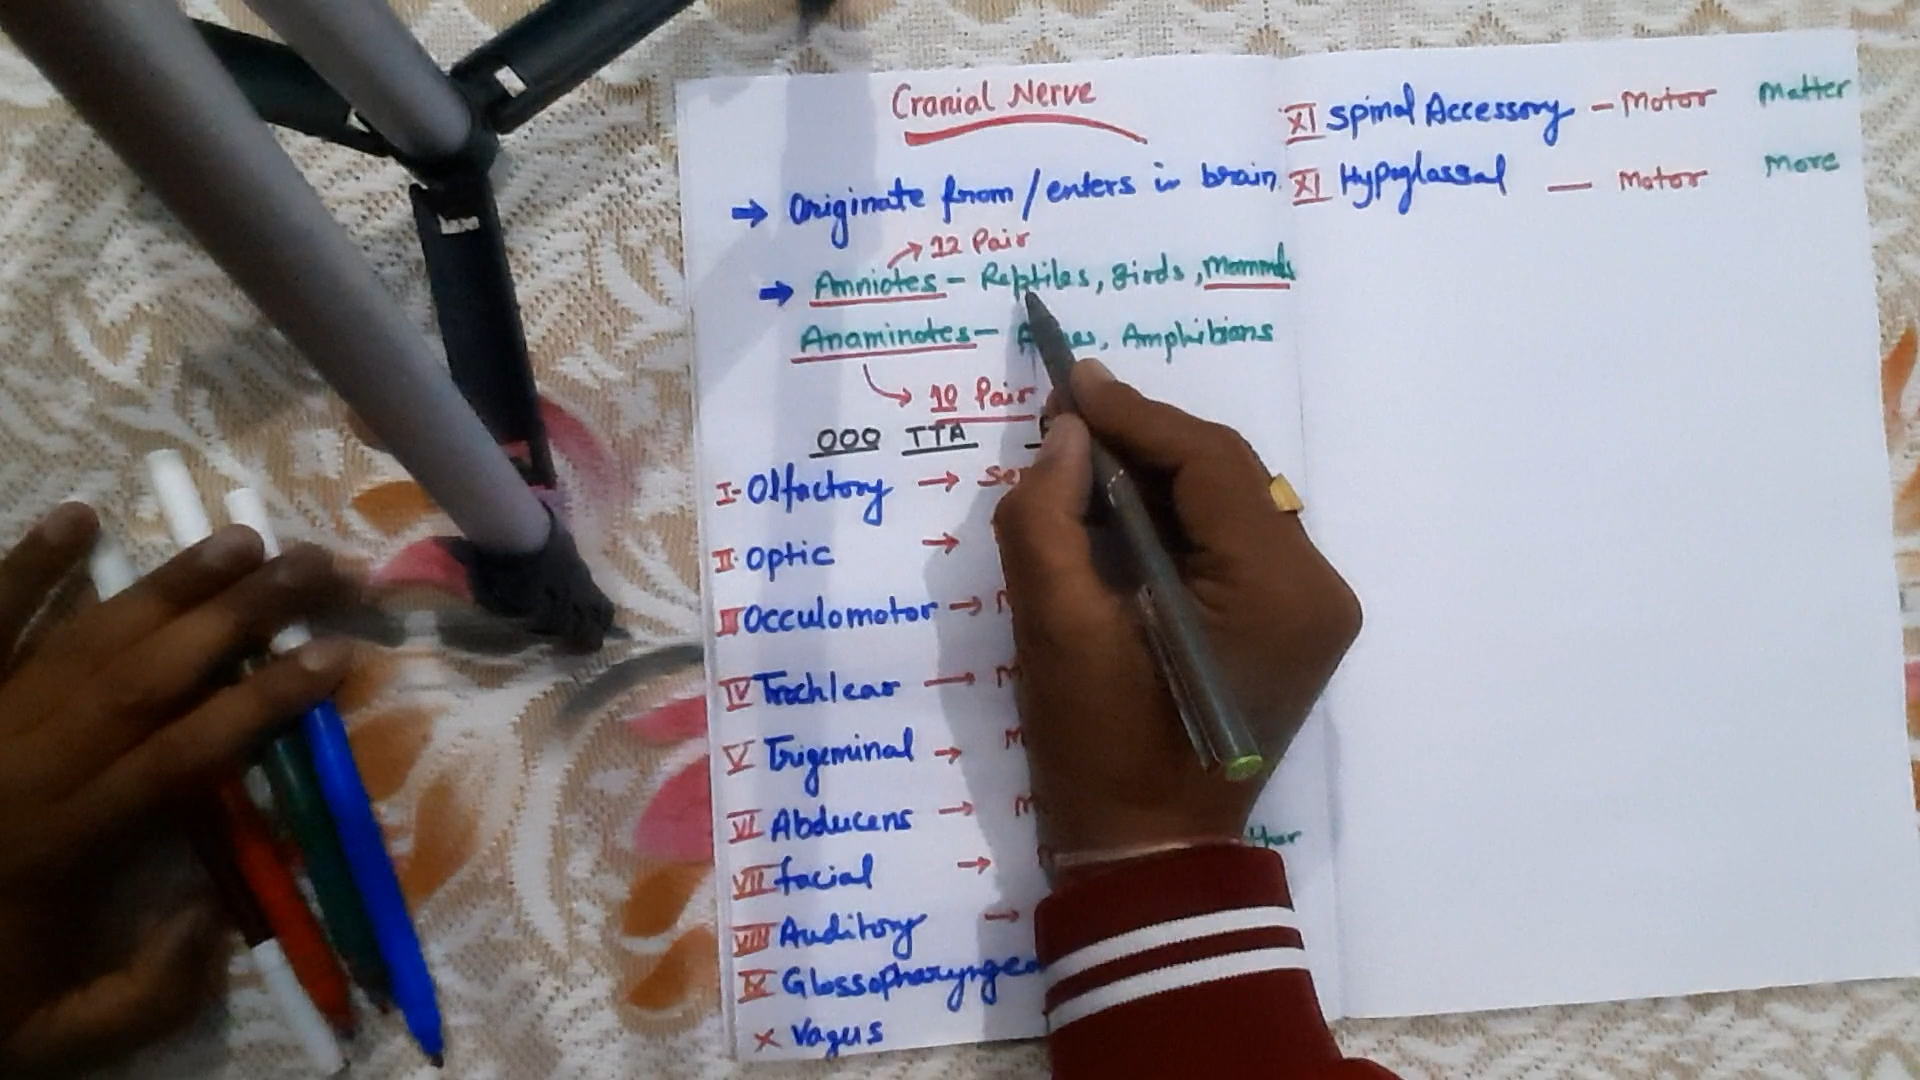 Cranial Nerve
⇒ Originate from/enters in brain.
→ 12 Pair
⇒ Amniotes - Reptiles, Birds, Mammals
Anaminotes -, Amphibians
→ 10 Pair
OOO TTA
I- Olfactory →
II. Optic →
III Occulomotor →
IV Trochlear →
V Trigeminal →
VI Abducens →
VII facial →
VIII Auditory →
IX Glossopharyngeal
X Vagus
XI Spinal Accessory - Motor Matter
XI Hypoglassal — Motor More